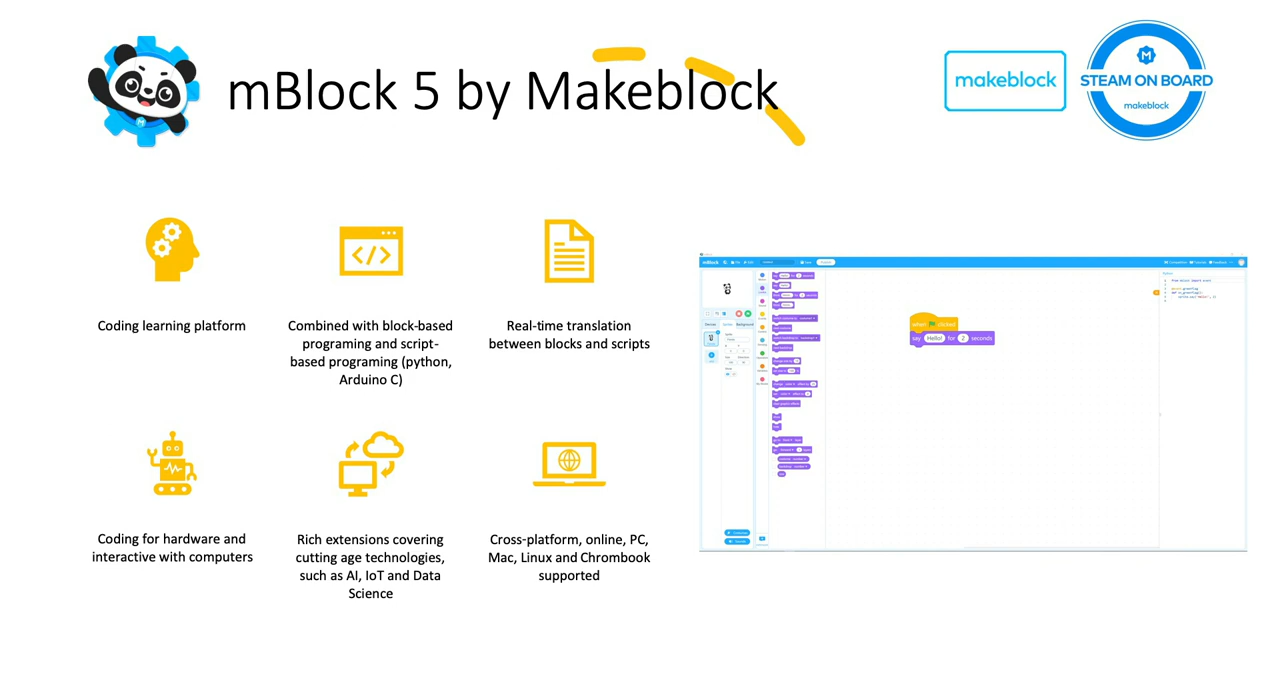 mBlock 5 by Makeblock
makeblock
STEAM ON BOARD
makeblock
Coding learning platform
Combined with block-based
programing and script-
based programing (python,
Arduino C)
Real-time translation
between blocks and scripts
Coding for hardware and
interactive with computers
Rich extensions covering
cutting age technologies,
such as AI, IoT and Data
Science
Cross-platform, online, PC,
Mac, Linux and Chrombook
supported
mBlock
when clicked
say Hello! for 2 seconds